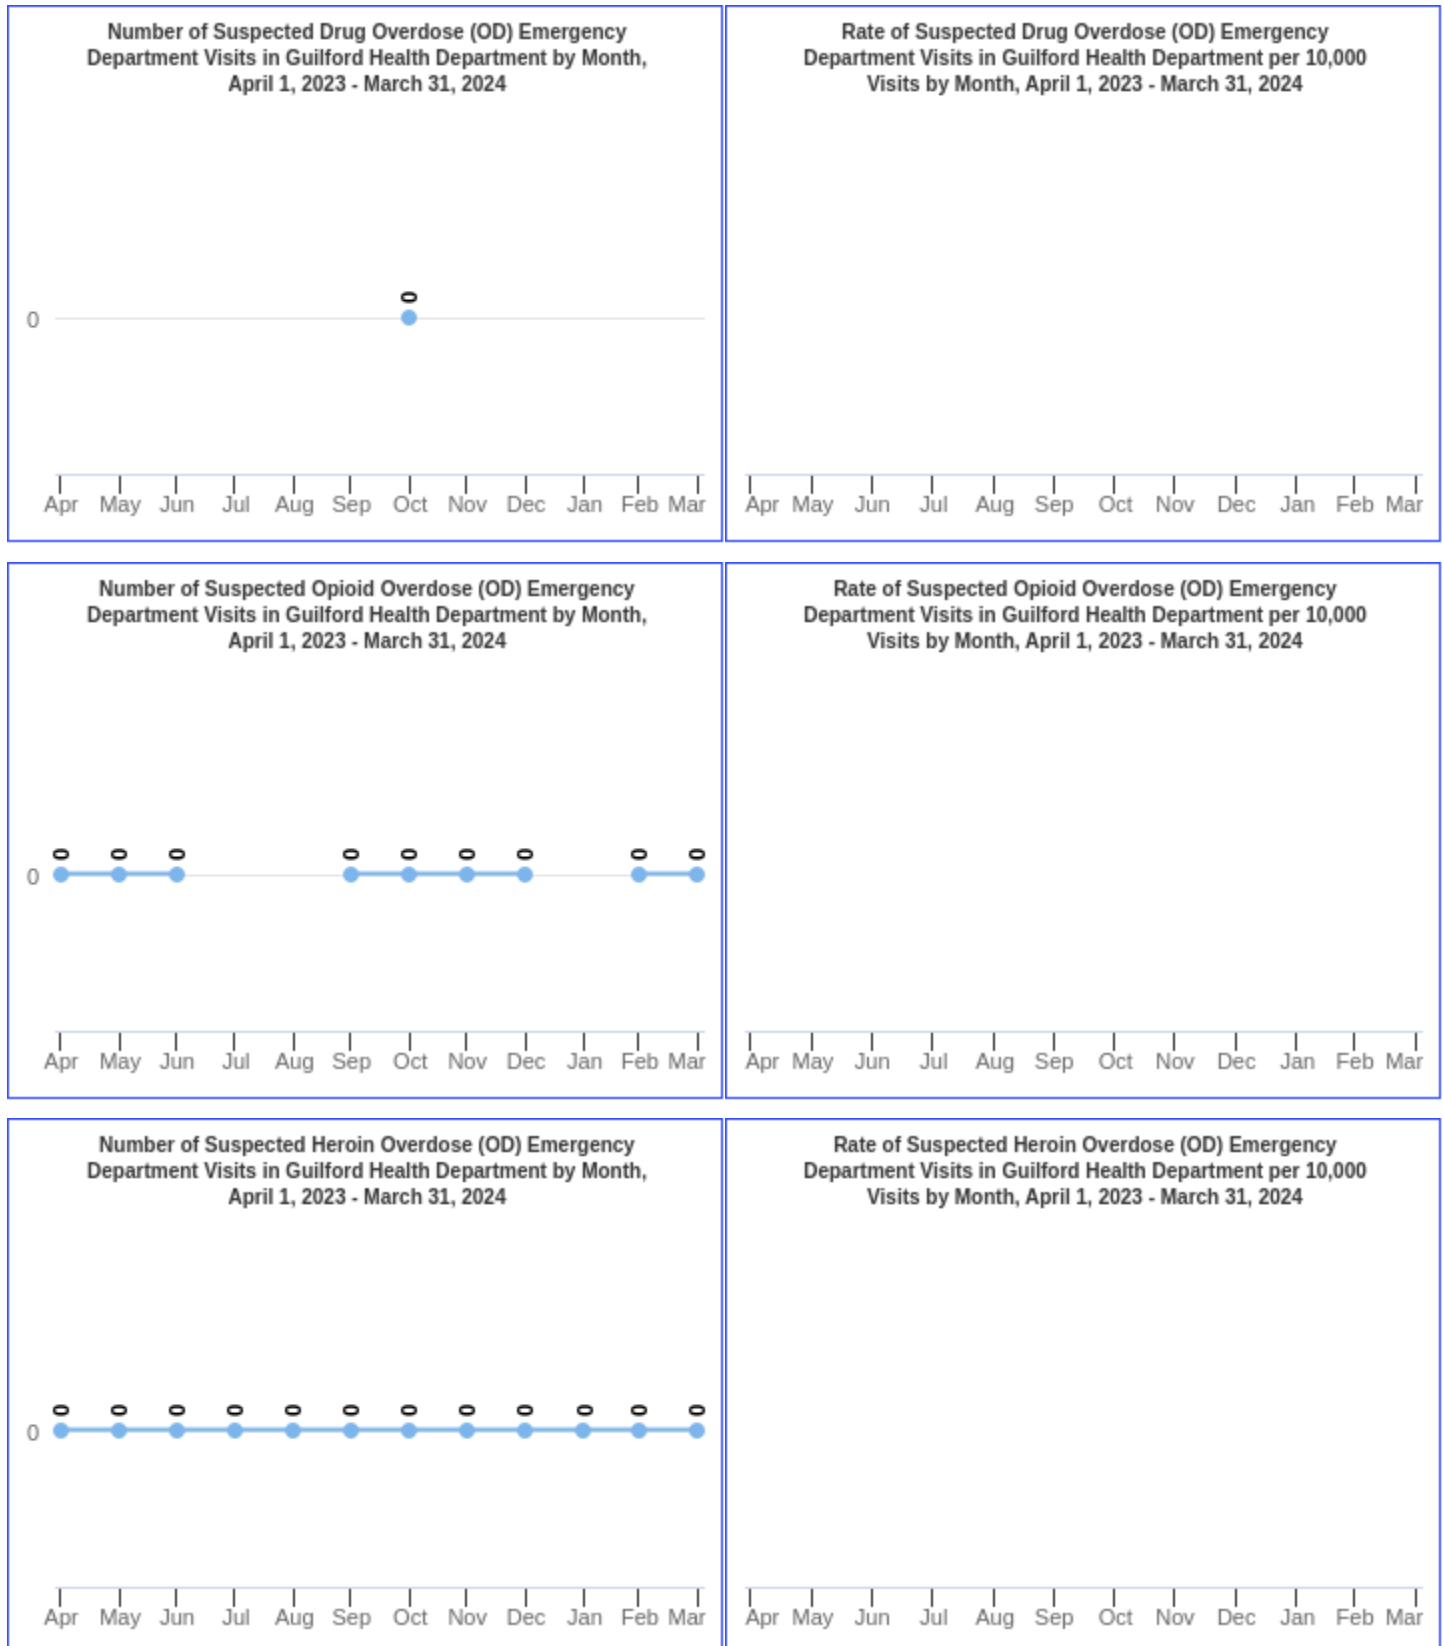 Number of Suspected Drug Overdose (OD) Emergency
Department Visits in Guilford Health Department by Month,
April 1, 2023 - March 31, 2024
0
0
Apr May Jun Jul Aug Sep Oct Nov Dec Jan Feb Mar
Rate of Suspected Drug Overdose (OD) Emergency
Department Visits in Guilford Health Department per 10,000
Visits by Month, April 1, 2023 - March 31, 2024
Apr May Jun Jul Aug Sep Oct Nov Dec Jan Feb Mar
Number of Suspected Opioid Overdose (OD) Emergency
Department Visits in Guilford Health Department by Month,
April 1, 2023 - March 31, 2024
0 0 0 0 0 0 0 0 0
0
Apr May Jun Jul Aug Sep Oct Nov Dec Jan Feb Mar
Rate of Suspected Opioid Overdose (OD) Emergency
Department Visits in Guilford Health Department per 10,000
Visits by Month, April 1, 2023 - March 31, 2024
Apr May Jun Jul Aug Sep Oct Nov Dec Jan Feb Mar
Number of Suspected Heroin Overdose (OD) Emergency
Department Visits in Guilford Health Department by Month,
April 1, 2023 - March 31, 2024
0 0 0 0 0 0 0 0 0 0 0 0
0
Apr May Jun Jul Aug Sep Oct Nov Dec Jan Feb Mar
Rate of Suspected Heroin Overdose (OD) Emergency
Department Visits in Guilford Health Department per 10,000
Visits by Month, April 1, 2023 - March 31, 2024
Apr May Jun Jul Aug Sep Oct Nov Dec Jan Feb Mar